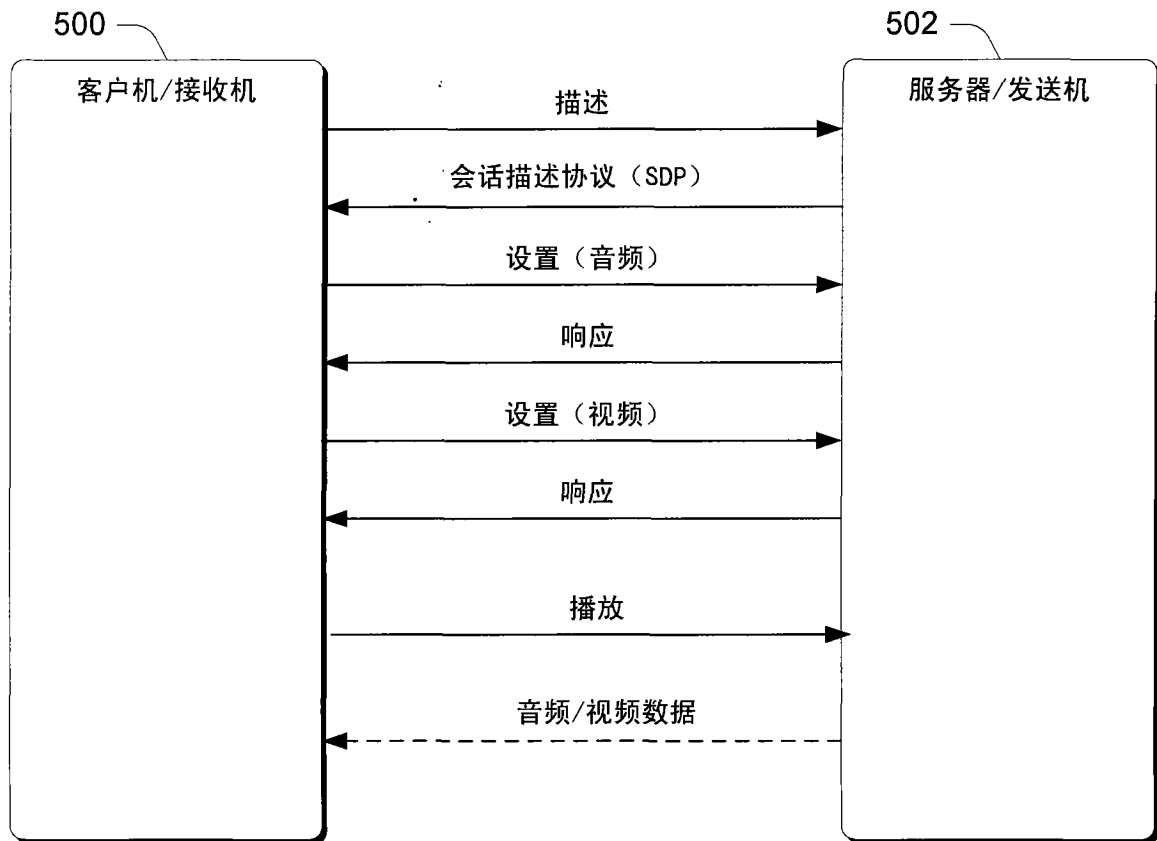 500
502
客户机/接收机
服务器/发送机
描述
会话描述协议（SDP）
设置（音频）
响应
设置（视频）
响应
播放
音频/视频数据